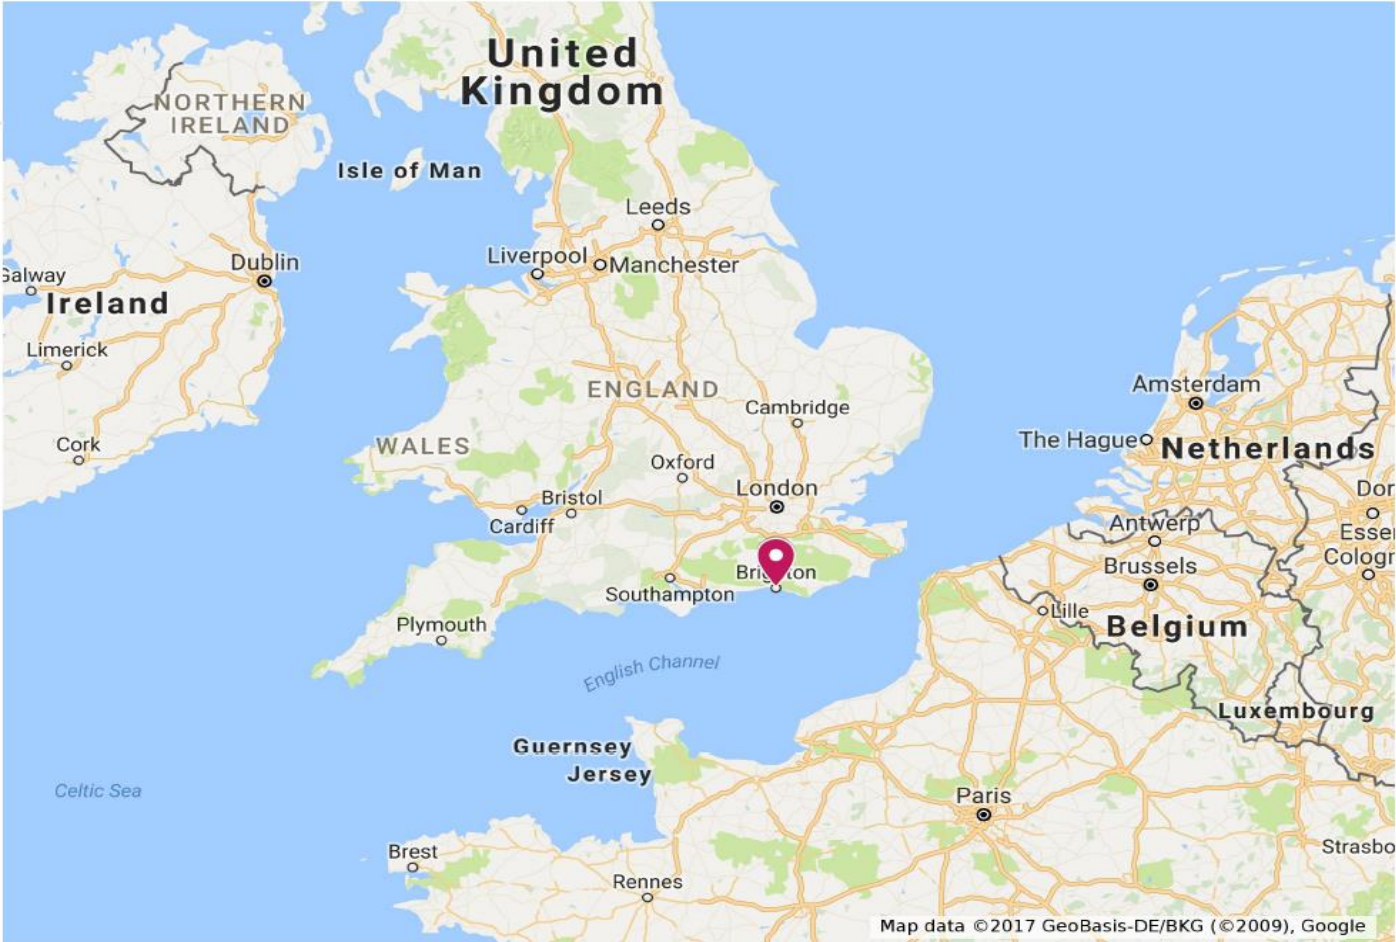 United
Kingdom
NORTHERN
IRELAND
Isle of Man
Leeds
Liverpool
Manchester
Dublin
Galway
Ireland
Limerick
Cork
ENGLAND
WALES
Cambridge
Oxford
London
Bristol
Cardiff
Southampton
Plymouth
English Channel
Amsterdam
The Hague
Netherlands
Dor
Essen
Cologn
Antwerp
Brussels
Lille
Belgium
Luxembourg
Guernsey
Jersey
Celtic Sea
Paris
Strasbo
Brest
Rennes
Map data ©2017 GeoBasis-DE/BKG (©2009), Google